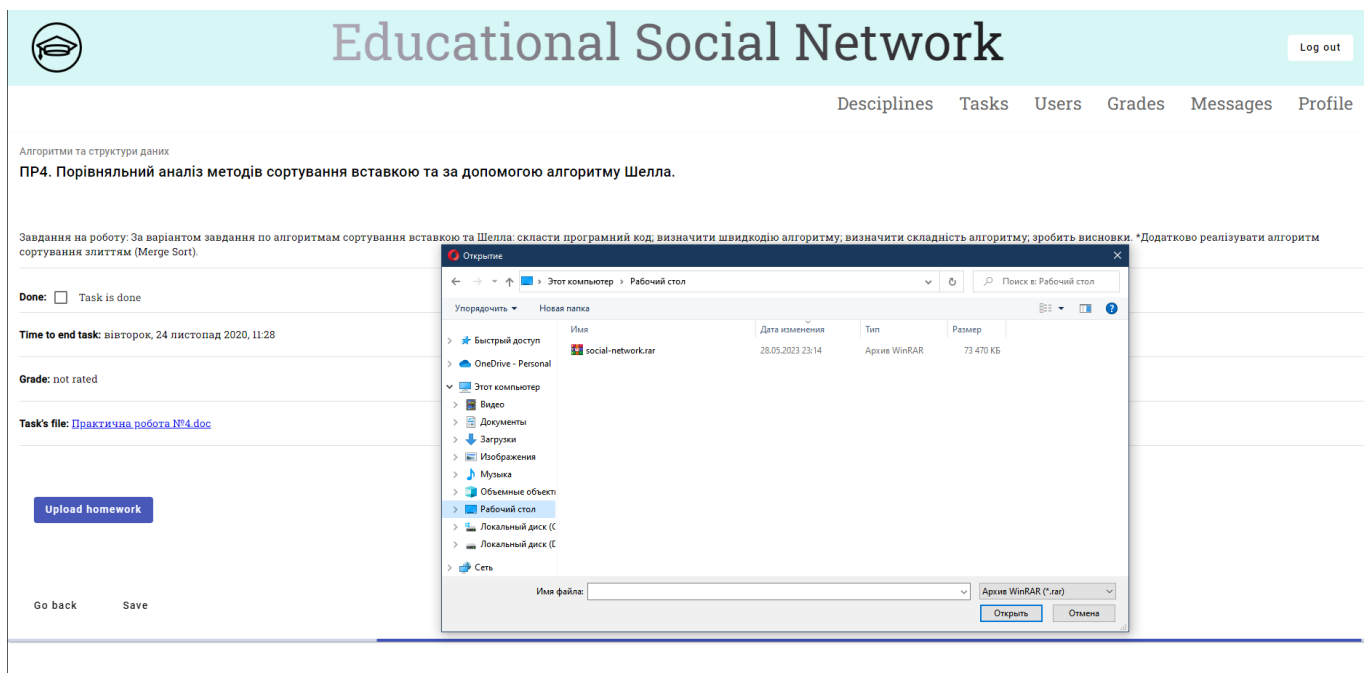 Educational Social Network
Log out
Desciplines Tasks Users Grades Messages Profile
Алгоритми та структури даних
ПР4. Порівняльний аналіз методів сортування вставкою та за допомогою алгоритму Шелла.
Завдання на роботу: За варіантом завдання по алгоритмам сортування вставкою та Шелла: скласти програмний код; визначити швидкодію алгоритму; визначити складність алгоритму; зробить висновки. *Додатково реалізувати алгоритм
сортування злиттям (Merge Sort).
Done: Task is done
Time to end task: вівторок, 24 листопад 2020, 11:28
Grade: not rated
Task's file: Практична робота №4.doc
Upload homework
Go back Save
Открытие
Этот компьютер › Рабочий стол
Поиск в: Рабочий стол
Упорядочить Новая папка
Имя Дата изменения Тип Размер
social-network.rar 28.05.2023 23:14 Архив WinRAR 73 470 КБ
Быстрый доступ
OneDrive - Personal
Этот компьютер
Видео
Документы
Загрузки
Изображения
Музыка
Объемные объект
Рабочий стол
Локальный диск (C
Локальный диск (D
Сеть
Имя файла: Архив WinRAR (*.rar)
Открыть Отмена